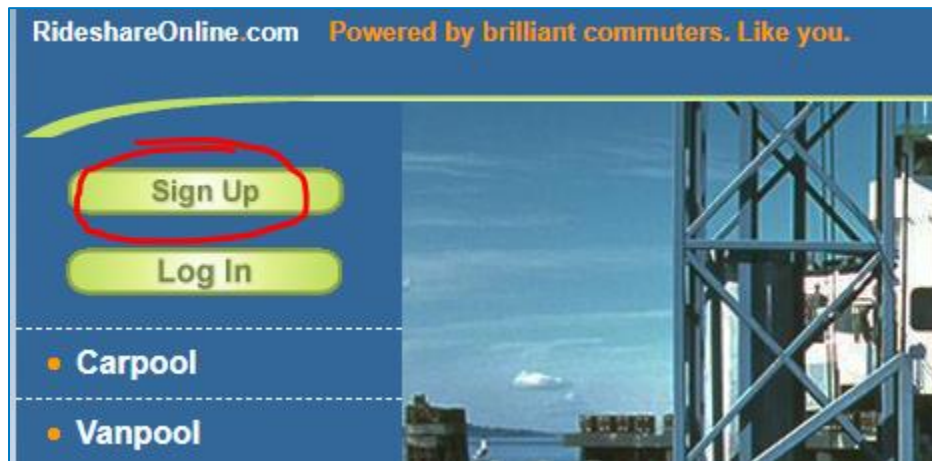 RideshareOnline.com Powered by brilliant commuters. Like you.
Sign Up
Log In
Carpool
Vanpool